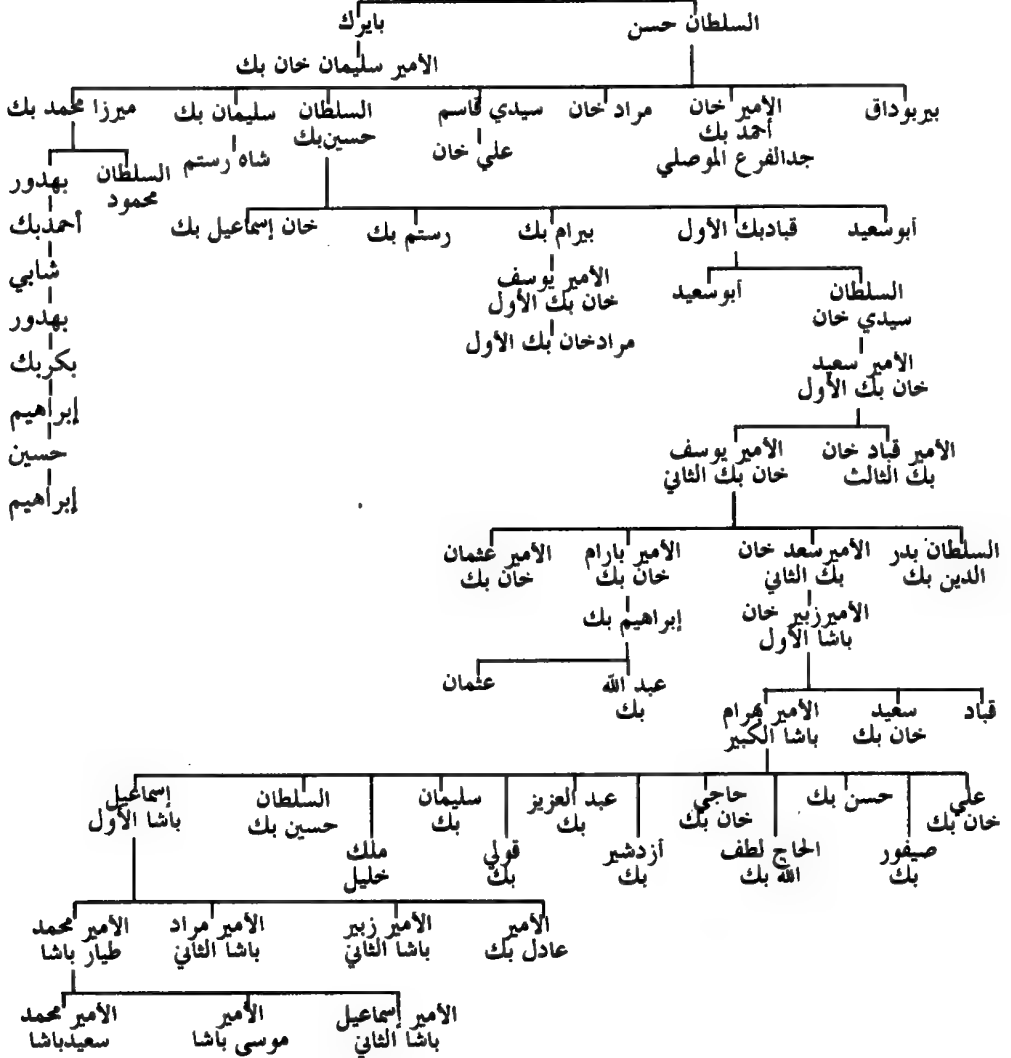 السلطان حسن
بايرك
الأمير سليمان خان بك
بيربوداق
الأمير خان
أحمد بك
جدالفرع الموصلي
مراد خان
سيدي قاسم
علي خان
السلطان
حسين بك
سليمان بك
شاه رستم
ميرزا محمد بك
السلطان
محمود
بهدور
أحمدبك
شابي
بهدور
بكربك
إبراهيم
حسين
إبراهيم
أبوسعيد
قبادبك الأول
بيرام بك
رستم بك
خان إسماعيل بك
الأمير يوسف
خان بك الأول
مرادخان بك الأول
السلطان
سيدي خان
أبوسعيد
الأمير سعيد
خان بك الأول
الأمير قباد خان
بك الثالث
الأمير يوسف
خان بك الثاني
السلطان بدر
الدين بك
الأميرسعد خان
بك الثاني
الأمير بارام
خان بك
الأمير عثمان
خان بك
الأميرزبير خان
باشا الأول
إبراهيم بك
عبد الله
بك
عثمان
قباد
سعيد
خان بك
الأمير بهرام
باشا الكبير
علي
خان بك
صيفور
بك
حسن بك
الحاج لطف
الله بك
حاجي
خان بك
أزدشير
بك
عبد العزيز
بك
قولي
بك
سليمان
بك
ملك
خليل
السلطان
حسين بك
إسماعيل
باشا الأول
الأمير
عادل بك
الأمير زبير
باشا الثاني
الأمير مراد
باشا الثاني
الأمير محمد
طيار باشا
الأمير إسماعيل
باشا الثاني
الأمير
موسى باشا
الأمير محمد
سعيدباشا